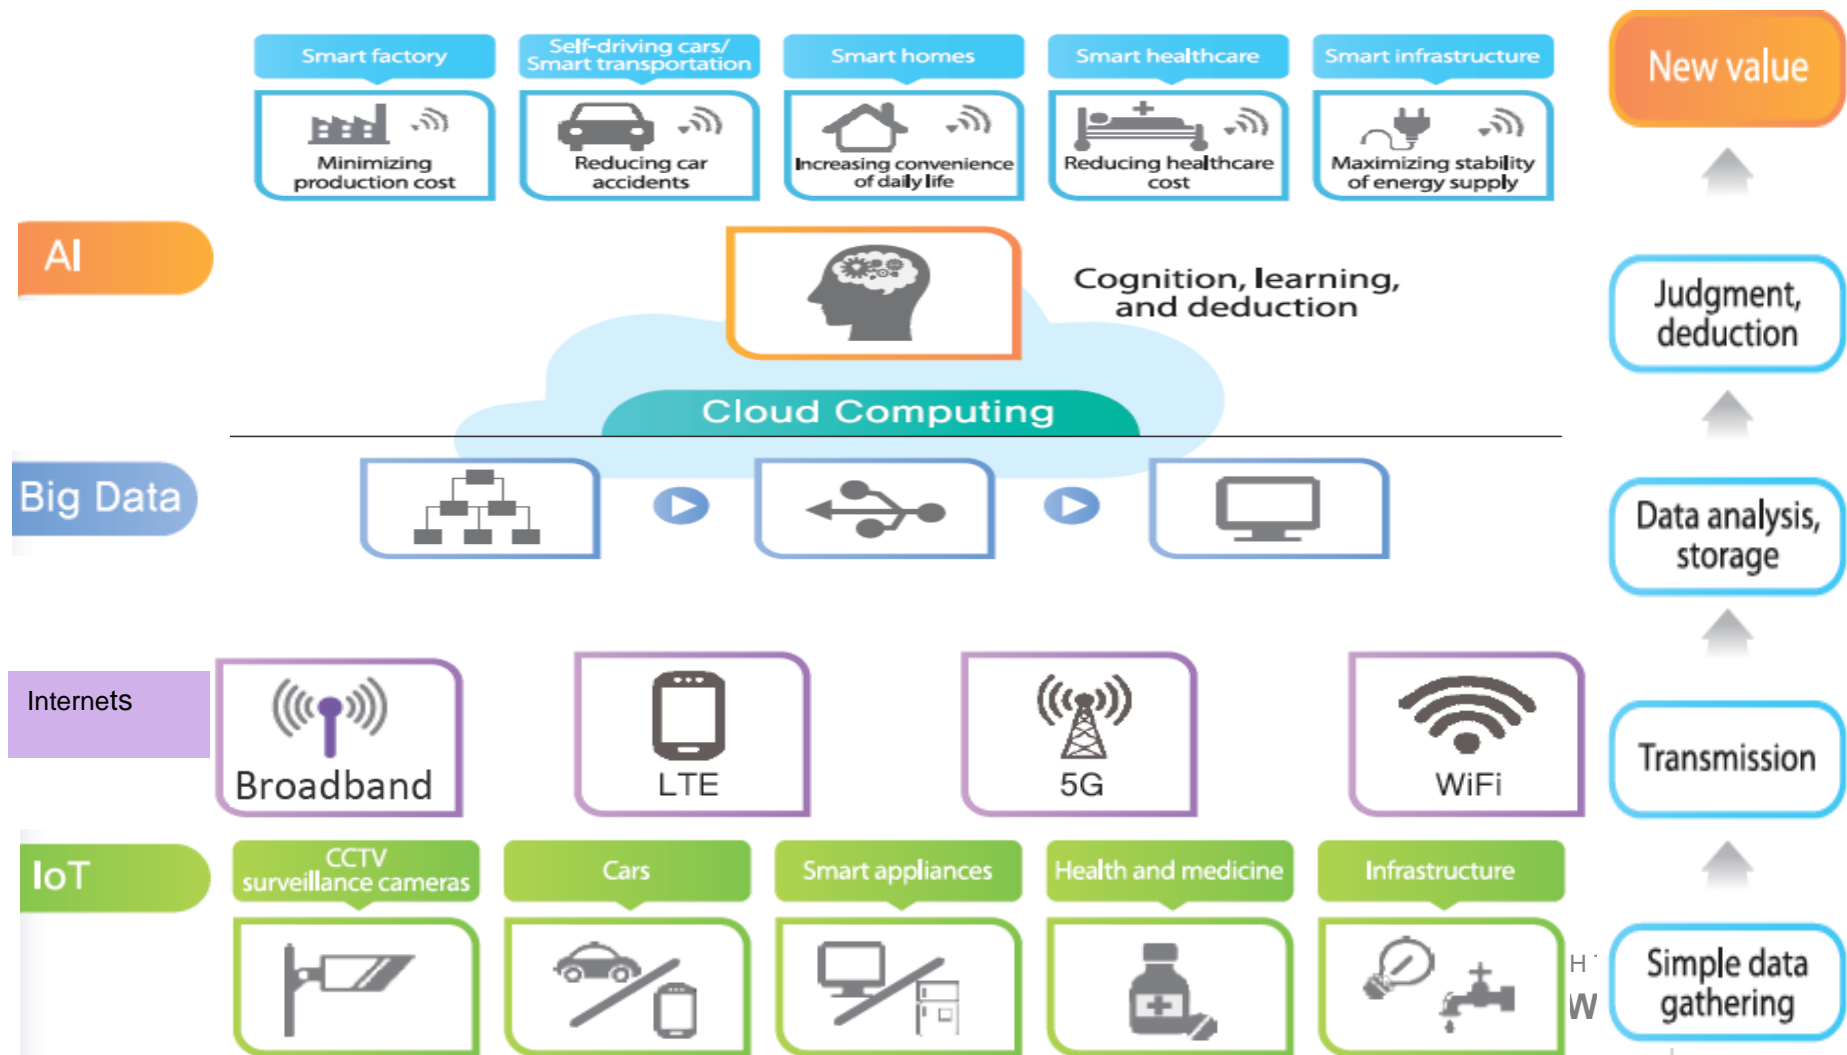 Smart factory
Self-driving cars/
Smart transportation
Smart homes
Smart healthcare
Smart infrastructure
New value
Minimizing
production cost
Reducing car
accidents
Increasing convenience
of daily life
Reducing healthcare
cost
Maximizing stability
of energy supply
AI
Cognition, learning,
and deduction
Judgment,
deduction
Cloud Computing
Big Data
Data analysis,
storage
Internets
Broadband
LTE
5G
WiFi
Transmission
IoT
CCTV
surveillance cameras
Cars
Smart appliances
Health and medicine
Infrastructure
Simple data
gathering